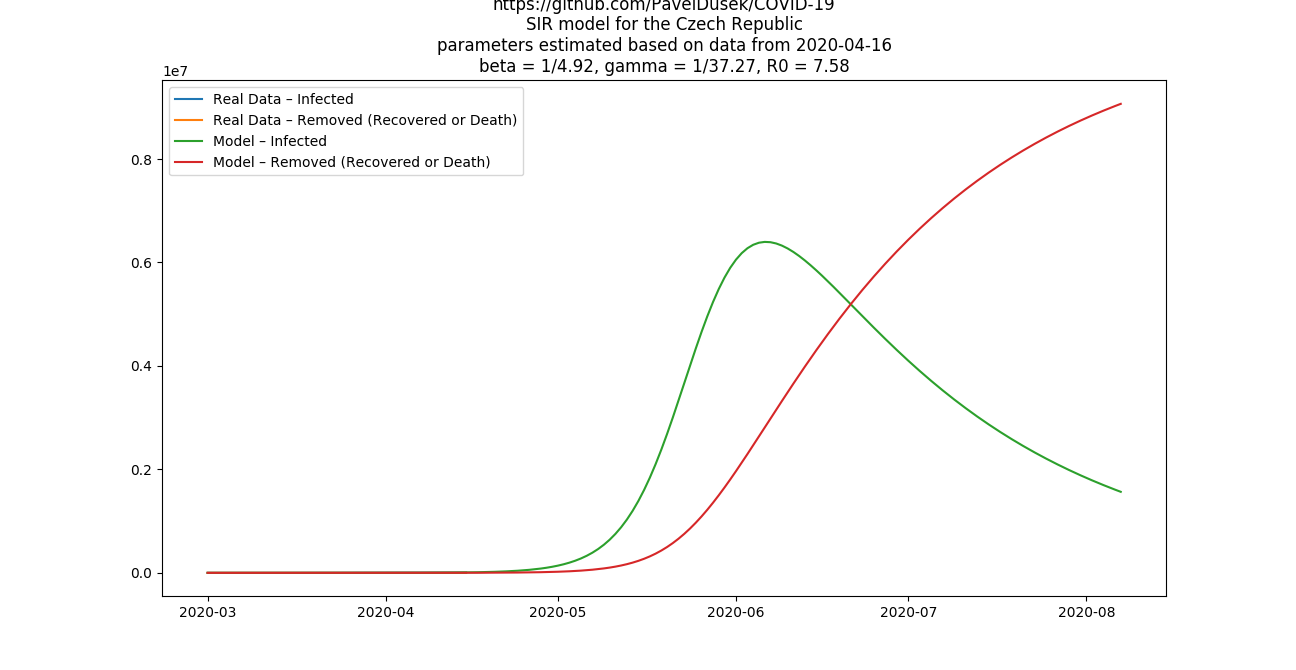 https://github.com/PavelDusek/COVID-19
SIR model for the Czech Republic
parameters estimated based on data from 2020-04-16
beta = 1/4.92, gamma = 1/37.27, R0 = 7.58
1e7
Real Data – Infected
Real Data – Removed (Recovered or Death)
Model – Infected
Model – Removed (Recovered or Death)
0.8
0.6
0.4
0.2
0.0
2020-03 2020-04 2020-05 2020-06 2020-07 2020-08